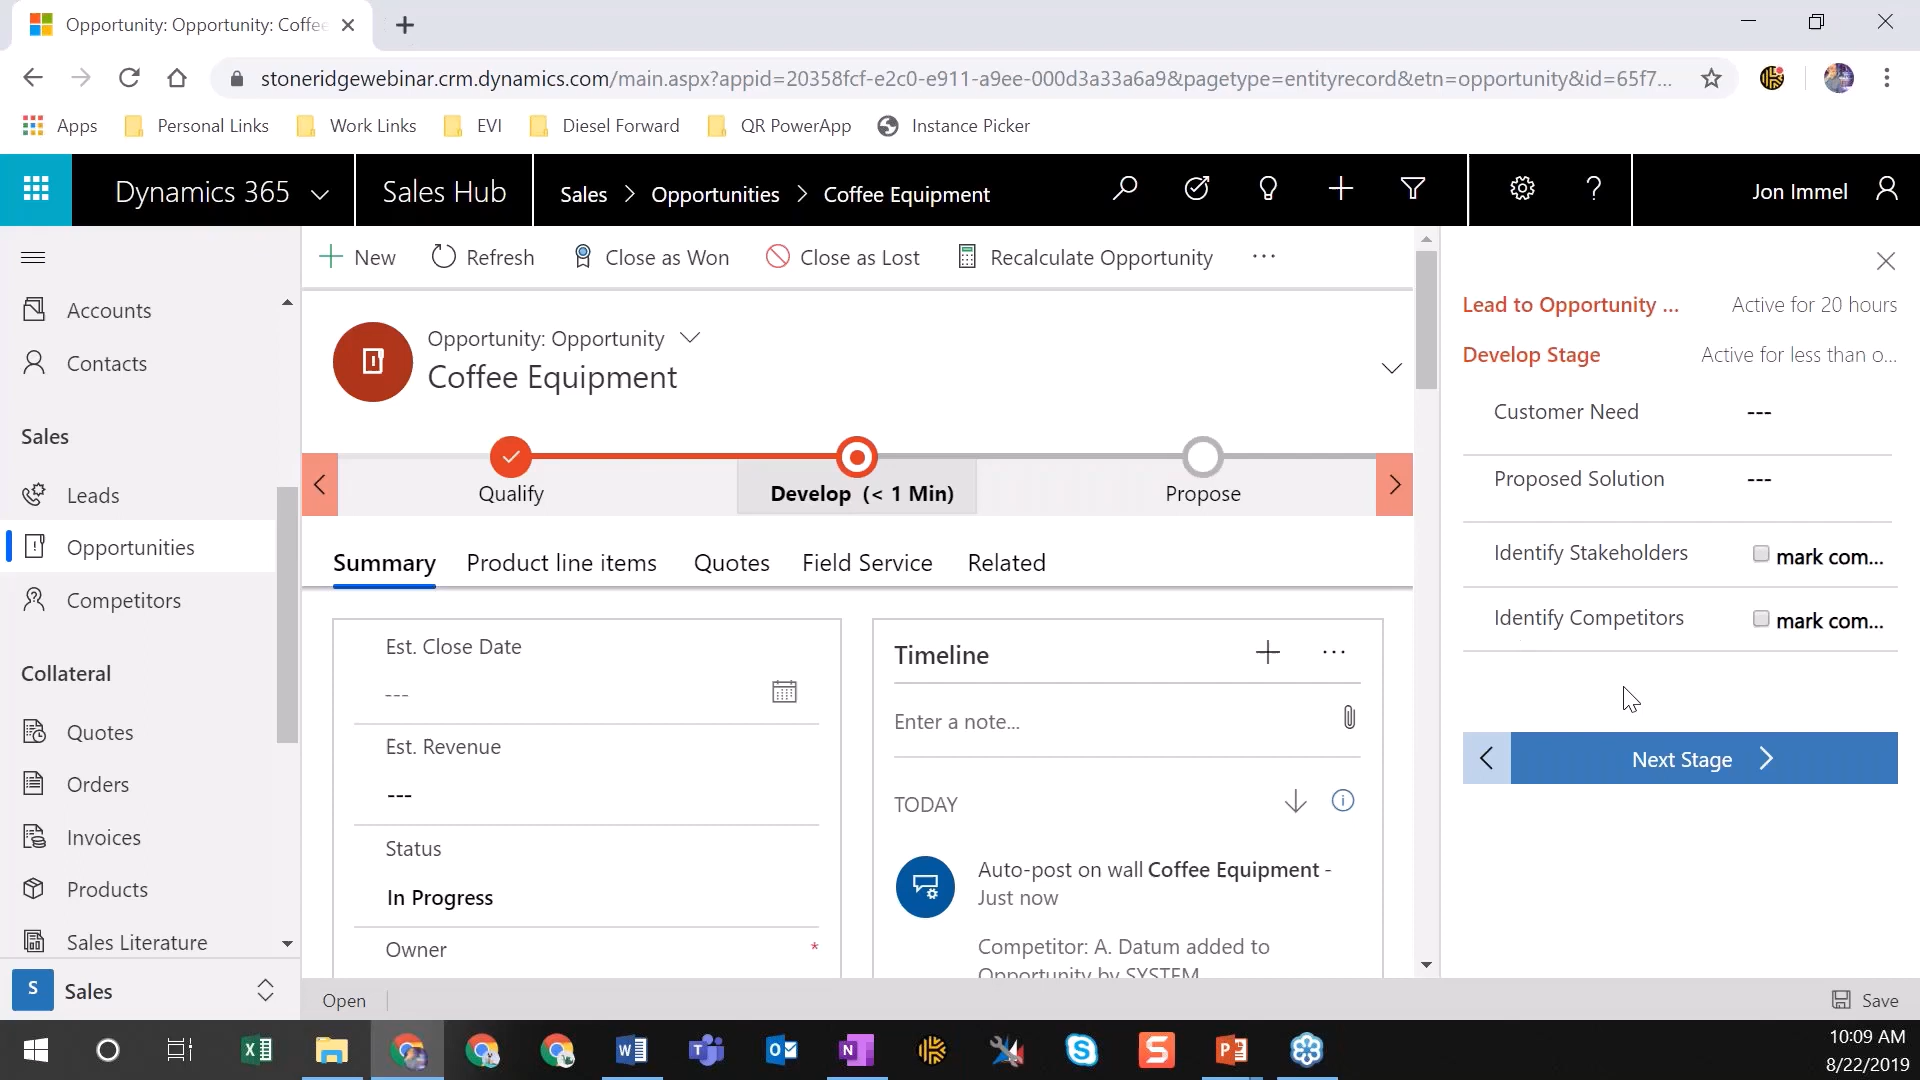 Opportunity: Opportunity: Coffee
stoneridgewebinar.crm.dynamics.com/main.aspx?appid=20358fcf-e2c0-e911-a9ee-000d3a33a6a9&pagetype=entityrecord&etn=opportunity&id=65f7...
Apps Personal Links Work Links EVI Diesel Forward QR PowerApp Instance Picker
Dynamics 365 Sales Hub Sales > Opportunities > Coffee Equipment Jon Immel
New Refresh Close as Won Close as Lost Recalculate Opportunity ...
Accounts
Contacts
Sales
Leads
Opportunities
Competitors
Collateral
Quotes
Orders
Invoices
Products
Sales Literature
S Sales
Opportunity: Opportunity
Coffee Equipment
Qualify
Develop (< 1 Min)
Propose
Summary Product line items Quotes Field Service Related
Est. Close Date
---
Est. Revenue
---
Status
In Progress
Owner *
Timeline
Enter a note...
TODAY
Auto-post on wall Coffee Equipment -
Just now
Competitor: A. Datum added to
Opportunity by SYSTEM
Lead to Opportunity ... Active for 20 hours
Develop Stage Active for less than o...
Customer Need ---
Proposed Solution ---
Identify Stakeholders mark com...
Identify Competitors mark com...
Next Stage
Open
Save
10:09 AM
8/22/2019